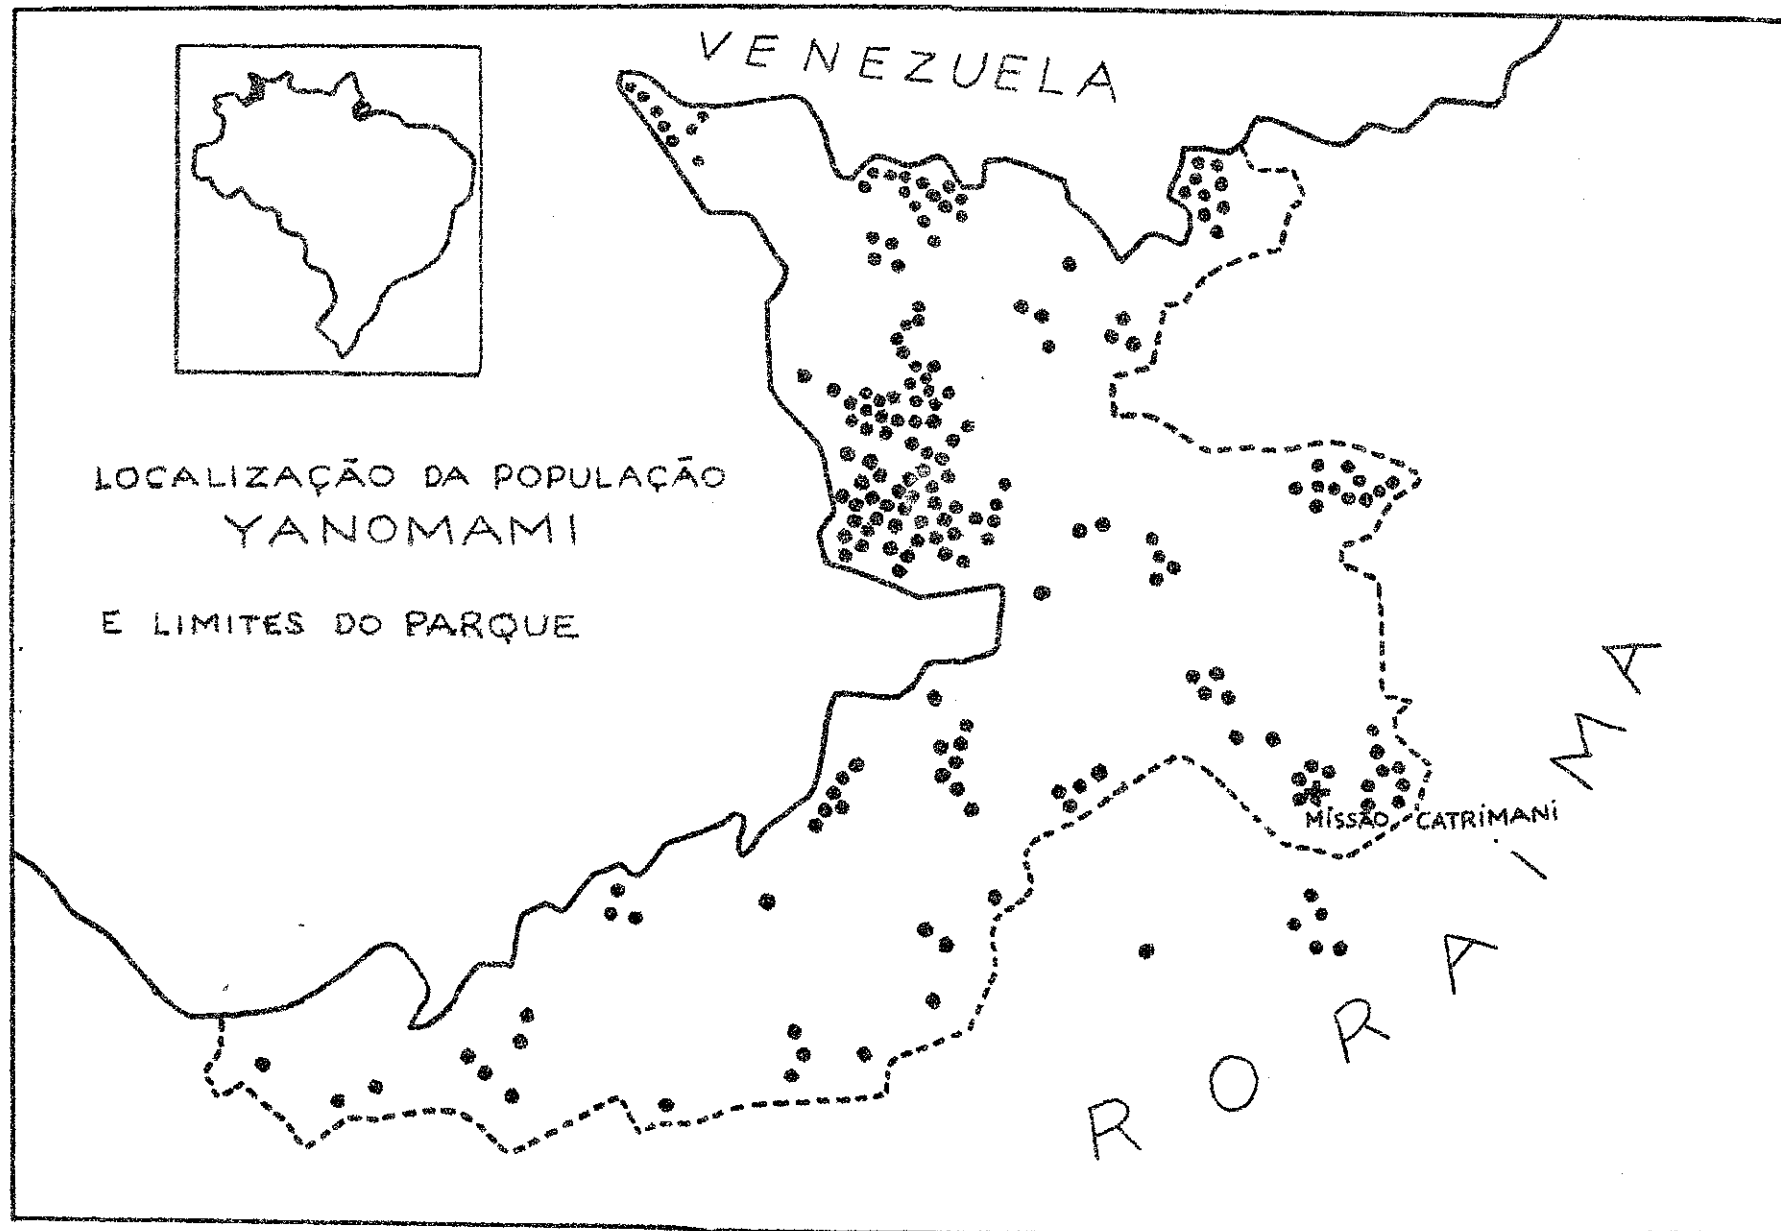 VENEZUELA
LOCALIZAÇÃO DA POPULAÇÃO
YANOMAMI
E LIMITES DO PARQUE
MISSÃO CATRIMANI
RORAIMA